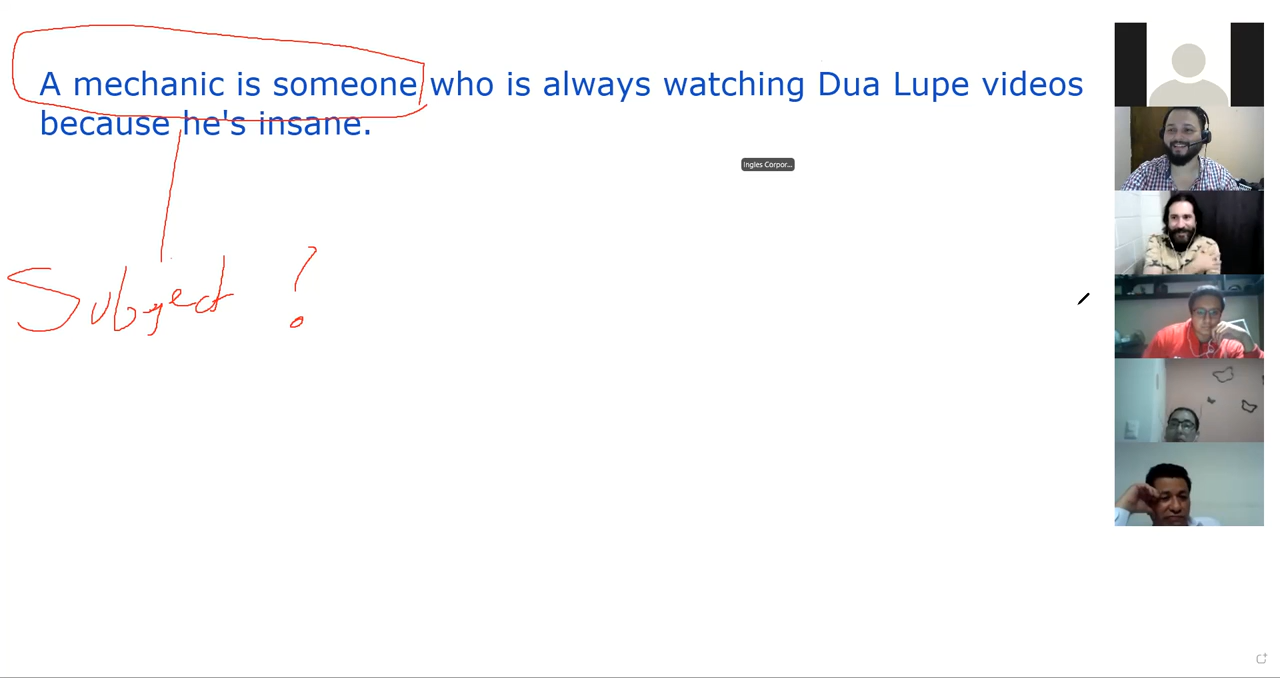 A mechanic is someone who is always watching Dua Lupe videos
because he's insane.
Ingles Corpor...
Subject ?